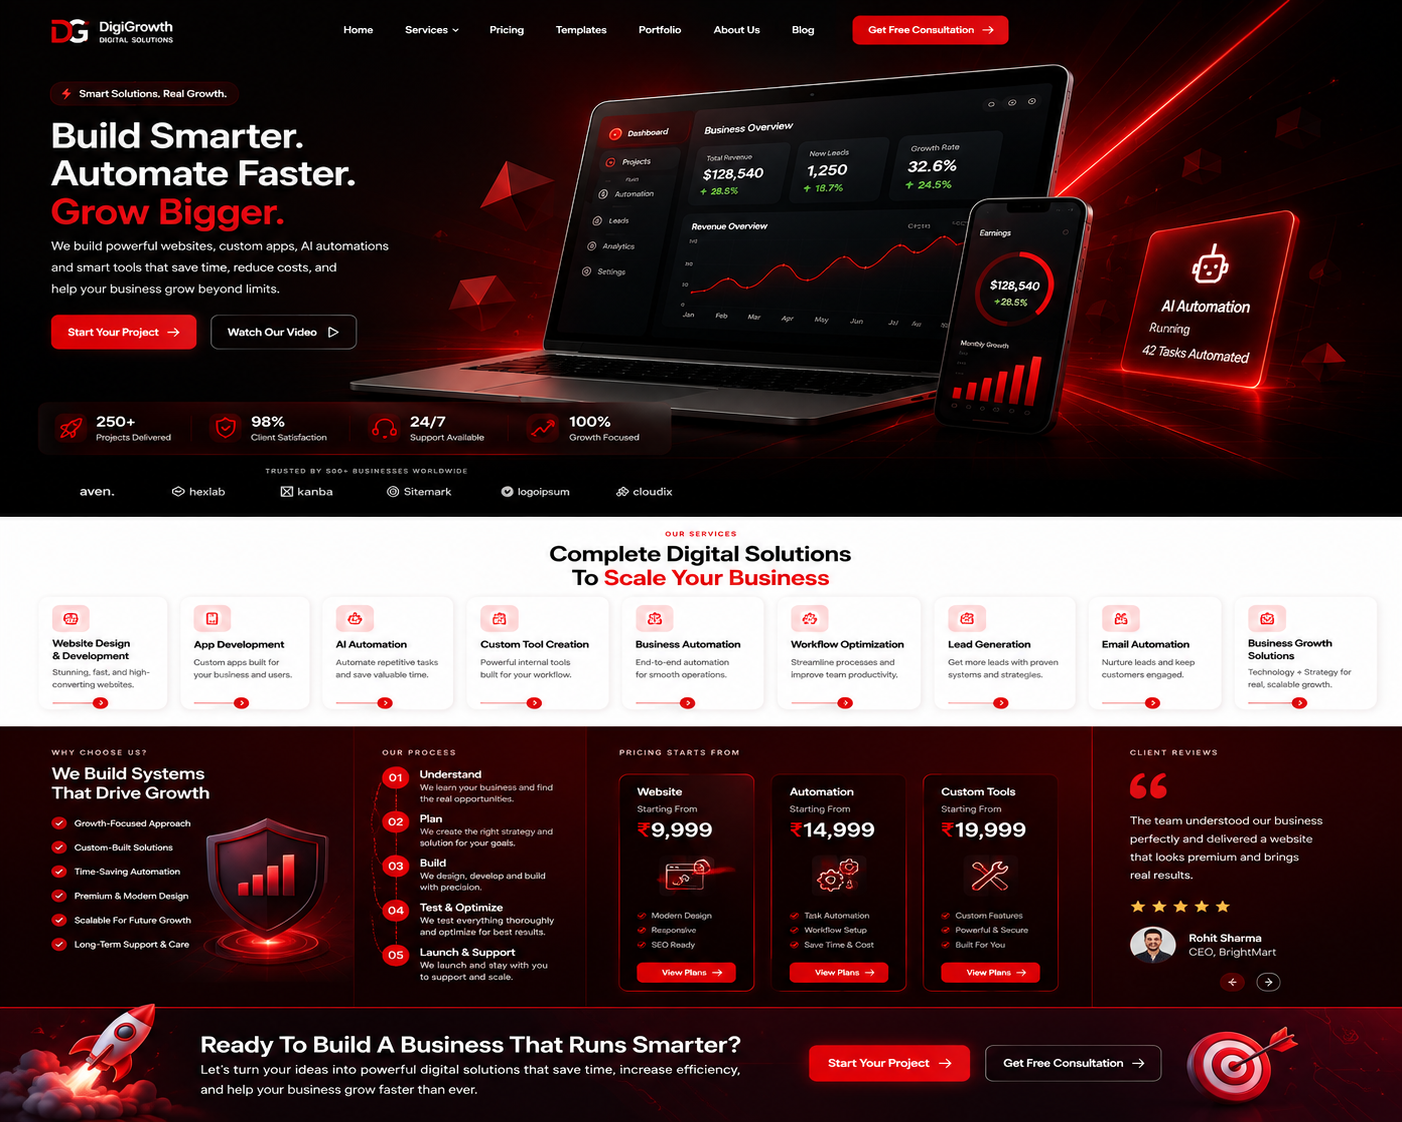 DG DigiGrowth
DIGITAL SOLUTIONS
Home
Services
Pricing
Templates
Portfolio
About Us
Blog
Get Free Consultation
Smart Solutions. Real Growth.
Build Smarter.
Automate Faster.
Grow Bigger.
We build powerful websites, custom apps, AI automations
and smart tools that save time, reduce costs, and
help your business grow beyond limits.
Start Your Project
Watch Our Video
Dashboard
Projects
Automation
Leads
Analytics
Settings
Business Overview
Total Revenue
$128,540
+ 28.5%
New Leads
1,250
+ 18.7%
Growth Rate
32.6%
+ 24.5%
Revenue Overview
Jan Feb Mar Apr May Jun Jul
Earnings
$128,540
+28.5%
Monthly Growth
AI Automation
Running
42 Tasks Automated
250+
Projects Delivered
98%
Client Satisfaction
24/7
Support Available
100%
Growth Focused
TRUSTED BY 500+ BUSINESSES WORLDWIDE
aven.
hexlab
kanba
Sitemark
logoipsum
cloudix
OUR SERVICES
Complete Digital Solutions
To Scale Your Business
Website Design
& Development
Stunning, fast, and high-
converting websites.
App Development
Custom apps built for
your business and users.
AI Automation
Automate repetitive tasks
and save valuable time.
Custom Tool Creation
Powerful internal tools
built for your workflow.
Business Automation
End-to-end automation
for smooth operations.
Workflow Optimization
Streamline processes and
improve team productivity.
Lead Generation
Get more leads with proven
systems and strategies.
Email Automation
Nurture leads and keep
customers engaged.
Business Growth
Solutions
Technology + Strategy for
real, scalable growth.
WHY CHOOSE US?
We Build Systems
That Drive Growth
Growth-Focused Approach
Custom-Built Solutions
Time-Saving Automation
Premium & Modern Design
Scalable For Future Growth
Long-Term Support & Care
OUR PROCESS
01
Understand
We learn your business and find
the real opportunities.
02
Plan
We create the right strategy and
solution for your goals.
03
Build
We design, develop and build
with precision.
04
Test & Optimize
We test everything thoroughly
and optimize for best results.
05
Launch & Support
We launch and stay with you
to support and scale.
PRICING STARTS FROM
Website
Starting From
₹9,999
Modern Design
Responsive
SEO Ready
View Plans
Automation
Starting From
₹14,999
Task Automation
Workflow Setup
Save Time & Cost
View Plans
Custom Tools
Starting From
₹19,999
Custom Features
Powerful & Secure
Built For You
View Plans
CLIENT REVIEWS
The team understood our business
perfectly and delivered a website
that looks premium and brings
real results.
Rohit Sharma
CEO, BrightMart
Ready To Build A Business That Runs Smarter?
Let's turn your ideas into powerful digital solutions that save time, increase efficiency,
and help your business grow faster than ever.
Start Your Project
Get Free Consultation